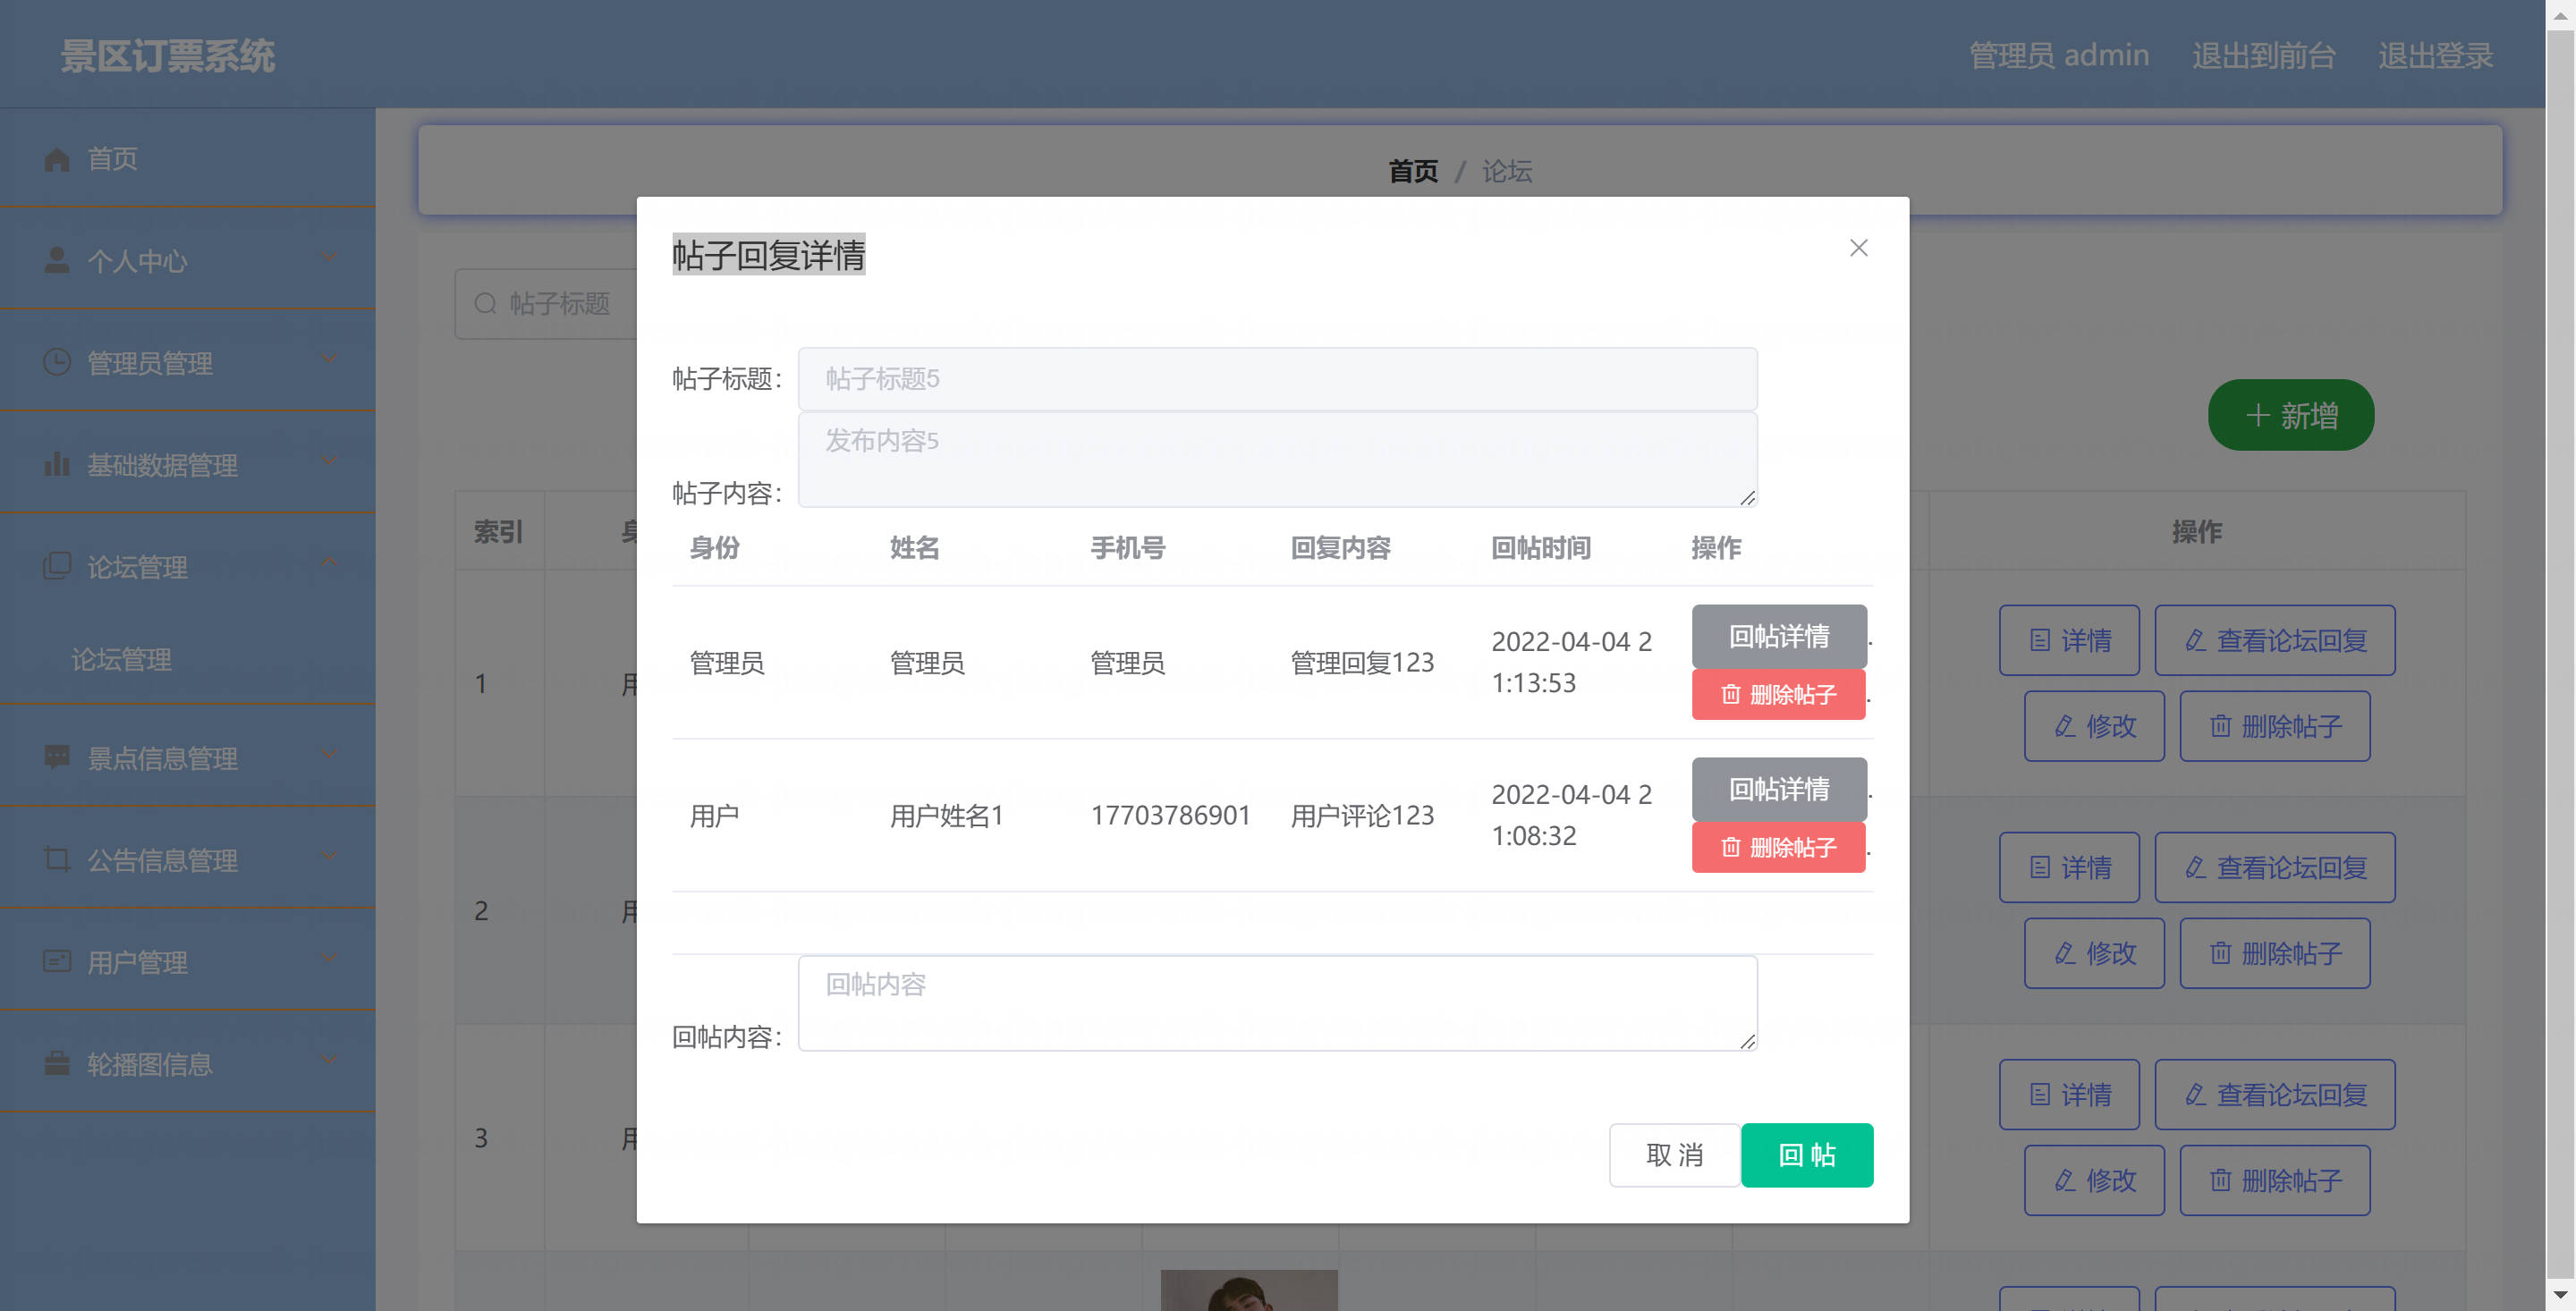 景区订票系统
管理员 admin
退出到前台
退出登录
首页
个人中心
管理员管理
基础数据管理
论坛管理
论坛管理
景点信息管理
公告信息管理
用户管理
轮播图信息
首页 / 论坛
帖子标题
新增
索引
操作
1
详情
查看论坛回复
修改
删除帖子
2
详情
查看论坛回复
修改
删除帖子
3
详情
查看论坛回复
修改
删除帖子
帖子回复详情
帖子标题：
帖子标题5
发布内容5
帖子内容：
身份 姓名 手机号 回复内容 回帖时间 操作
管理员 管理员 管理员 管理回复123 2022-04-04 2
1:13:53
回帖详情
删除帖子
用户 用户姓名1 17703786901 用户评论123 2022-04-04 2
1:08:32
回帖详情
删除帖子
回帖内容
回帖内容：
取 消
回 帖